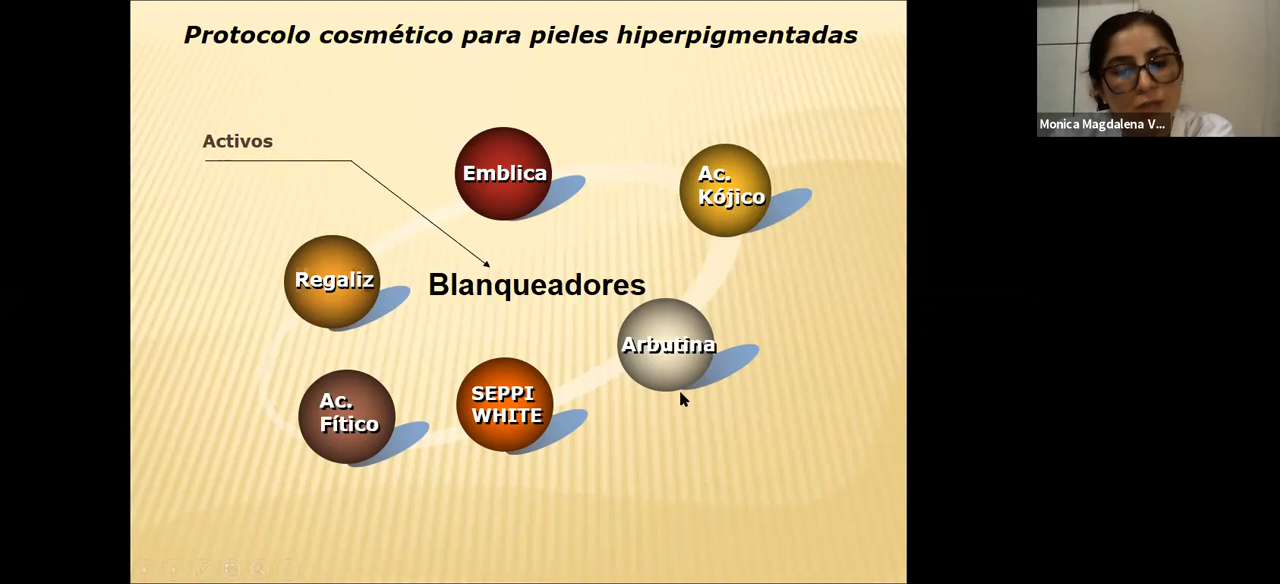 Protocolo cosmético para pieles hiperpigmentadas
Activos
Emblica
Ac.
Kójico
Regaliz
Blanqueadores
Arbutina
Ac.
Fítico
SEPPI
WHITE
Monica Magdalena V...